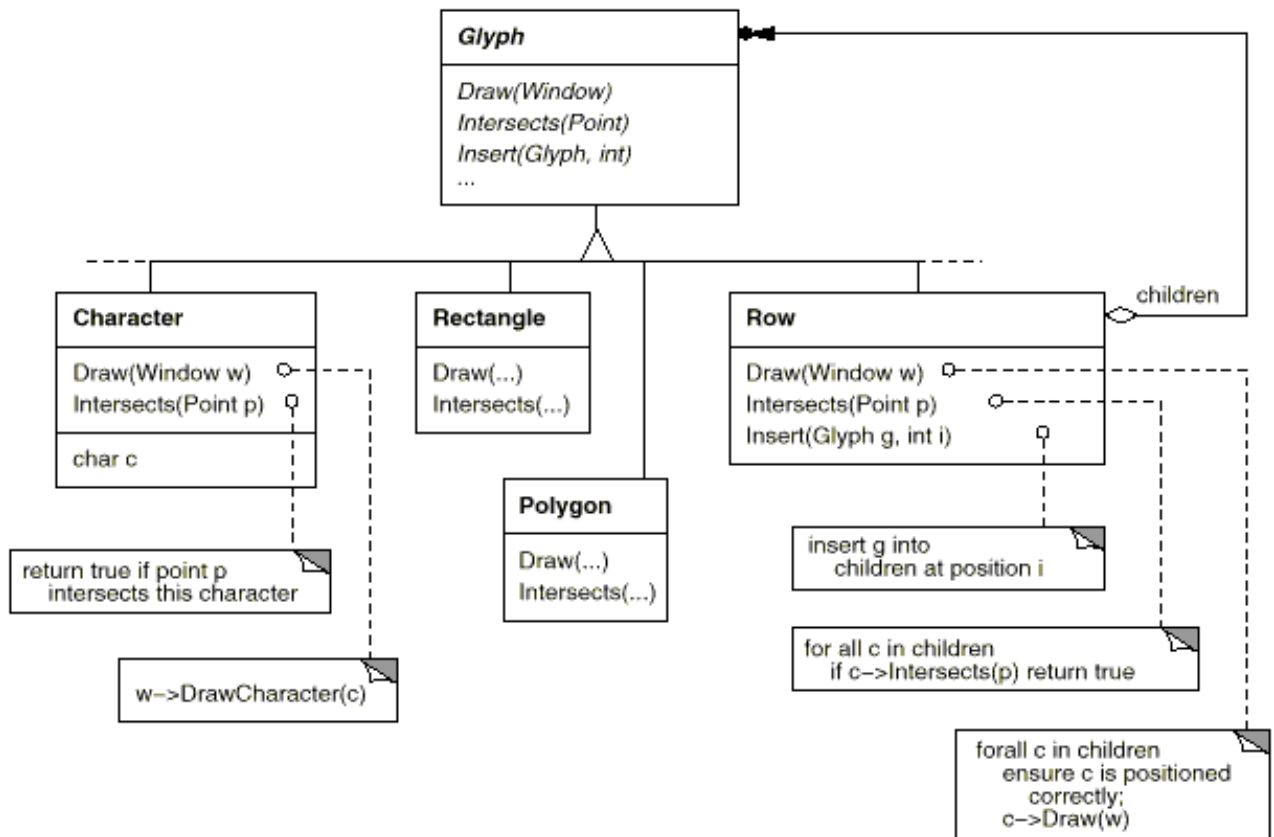 Glyph
Draw(Window)
Intersects(Point)
Insert(Glyph, int)
...
children
Character
Draw(Window w)
Intersects(Point p)
char c
Rectangle
Draw(...)
Intersects(...)
Row
Draw(Window w)
Intersects(Point p)
Insert(Glyph g, int i)
Polygon
Draw(...)
Intersects(...)
return true if point p
intersects this character
w->DrawCharacter(c)
insert g into
children at position i
for all c in children
if c->Intersects(p) return true
forall c in children
ensure c is positioned
correctly;
c->Draw(w)